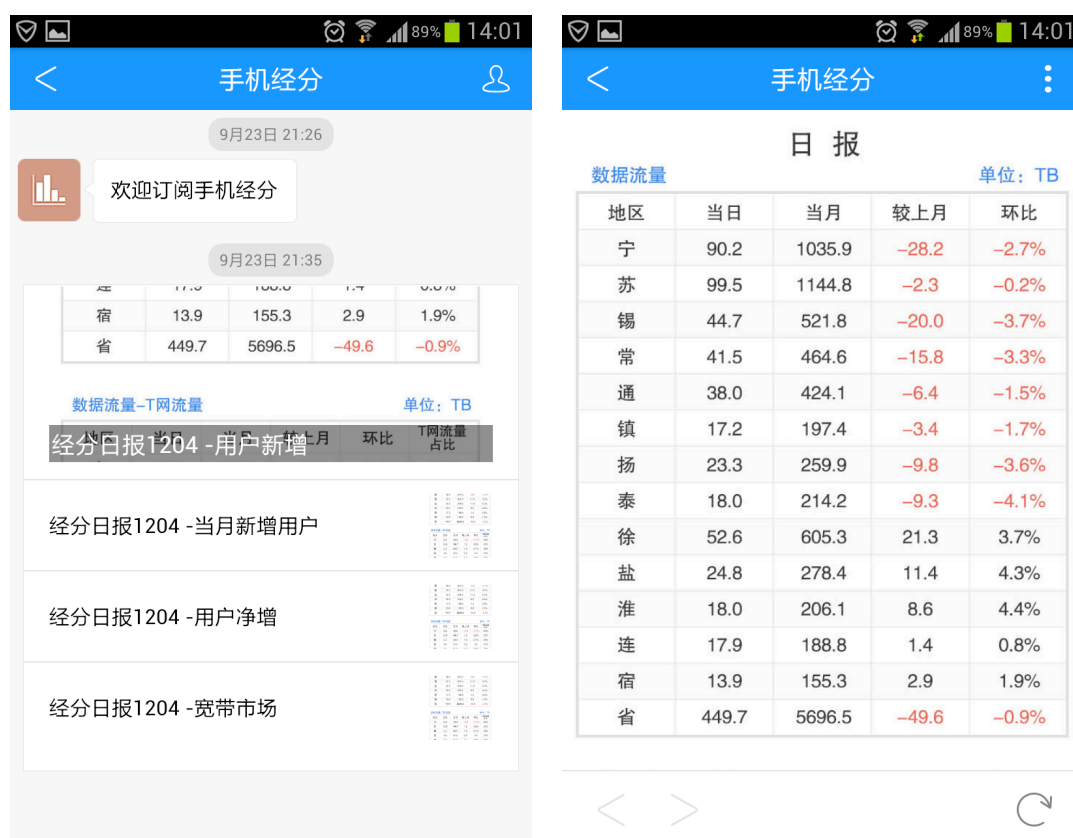 89% 14:01
手机经分
9月23日 21:26
欢迎订阅手机经分
9月23日 21:35
宿 13.9 155.3 2.9 1.9%
省 449.7 5696.5 −49.6 −0.9%
数据流量−T网流量 单位：TB
地区 当日 当月 较上月 环比 T网流量占比
经分日报1204 -用户新增
经分日报1204 -当月新增用户
经分日报1204 -用户净增
经分日报1204 -宽带市场
89% 14:01
手机经分
日 报
数据流量 单位：TB
地区 当日 当月 较上月 环比
宁 90.2 1035.9 −28.2 −2.7%
苏 99.5 1144.8 −2.3 −0.2%
锡 44.7 521.8 −20.0 −3.7%
常 41.5 464.6 −15.8 −3.3%
通 38.0 424.1 −6.4 −1.5%
镇 17.2 197.4 −3.4 −1.7%
扬 23.3 259.9 −9.8 −3.6%
泰 18.0 214.2 −9.3 −4.1%
徐 52.6 605.3 21.3 3.7%
盐 24.8 278.4 11.4 4.3%
淮 18.0 206.1 8.6 4.4%
连 17.9 188.8 1.4 0.8%
宿 13.9 155.3 2.9 1.9%
省 449.7 5696.5 −49.6 −0.9%